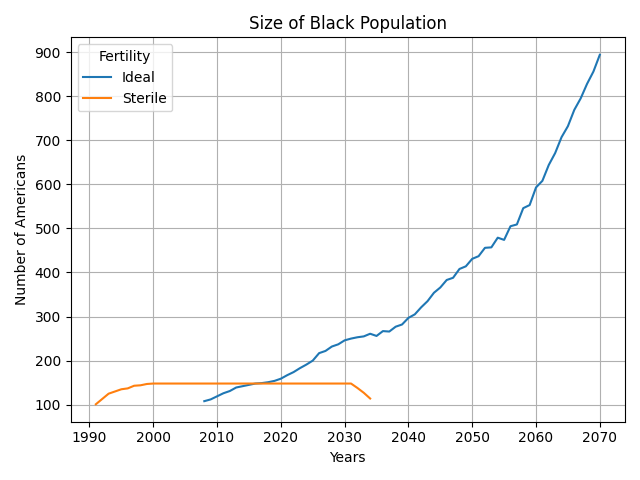 Size of Black Population
Fertility
Ideal
Sterile
Number of Americans
900
800
700
600
500
400
300
200
100
1990 2000 2010 2020 2030 2040 2050 2060 2070
Years